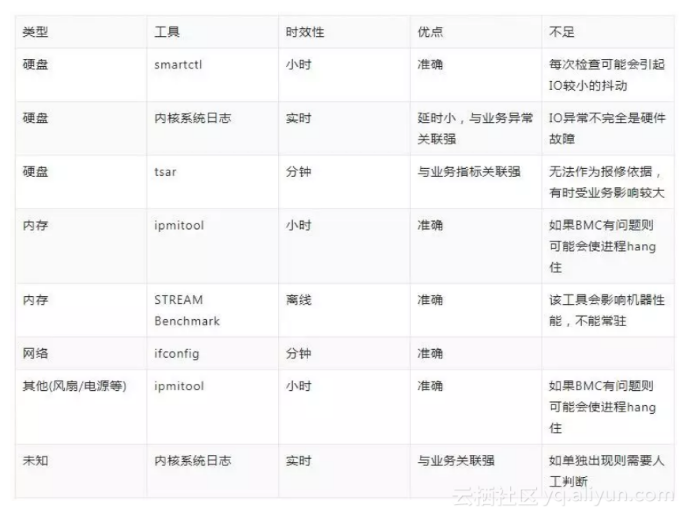 类型 工具 时效性 优点 不足
硬盘 smartctl 小时 准确 每次检查可能会引起
IO较小的抖动
硬盘 内核系统日志 实时 延时小，与业务异常 IO异常不完全是硬件
关联强 故障
硬盘 tsar 分钟 与业务指标关联强 无法作为报修依据，
有时受业务影响较大
内存 ipmitool 小时 准确 如果BMC有问题则
可能会使进程hang
住
内存 STREAM 离线 准确 该工具会影响机器性
Benchmark 能，不能常驻
网络 ifconfig 分钟 准确
其他(风扇/电源等) ipmitool 小时 准确 如果BMC有问题则
可能会使进程hang
住
未知 内核系统日志 实时 与业务关联强 如单独出现则需要人
工判断
云栖社区 yq.aliyun.com